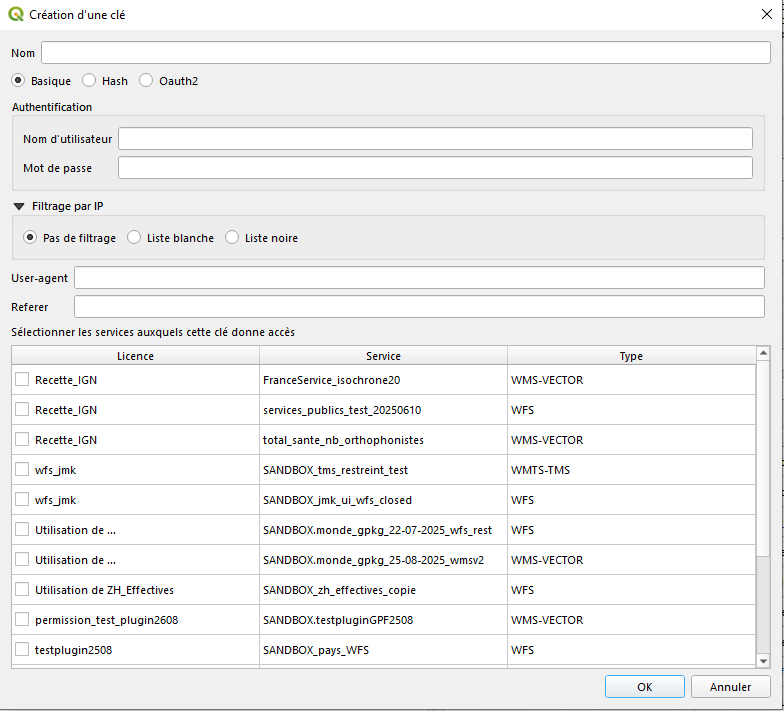 Création d'une clé
Nom
Basique Hash Oauth2
Authentification
Nom d'utilisateur
Mot de passe
Filtrage par IP
Pas de filtrage Liste blanche Liste noire
User-agent
Referer
Sélectionner les services auxquels cette clé donne accès
Licence Service Type
Recette_IGN FranceService_isochrone20 WMS-VECTOR
Recette_IGN services_publics_test_20250610 WFS
Recette_IGN total_sante_nb_orthophonistes WMS-VECTOR
wfs_jmk SANDBOX_tms_restreint_test WMTS-TMS
wfs_jmk SANDBOX_jmk_ui_wfs_closed WFS
Utilisation de ... SANDBOX.monde_gpkg_22-07-2025_wfs_rest WFS
Utilisation de ... SANDBOX.monde_gpkg_25-08-2025_wmsv2 WMS-VECTOR
Utilisation de ZH_Effectives SANDBOX_zh_effectives_copie WFS
permission_test_plugin2608 SANDBOX.testpluginGPF2508 WMS-VECTOR
testplugin2508 SANDBOX_pays_WFS WFS
OK Annuler